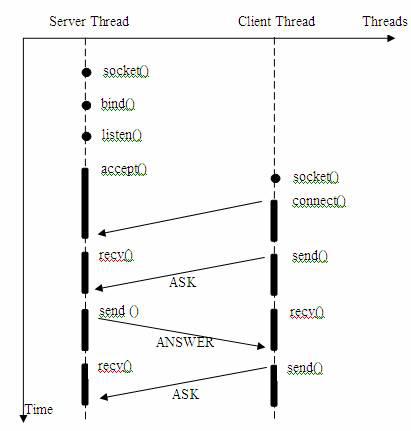 Server Thread Client Thread Threads
socket()
bind()
listen()
accept()
socket()
connect()
recv() send()
ASK
send () recv()
ANSWER
recv() send()
ASK
Time